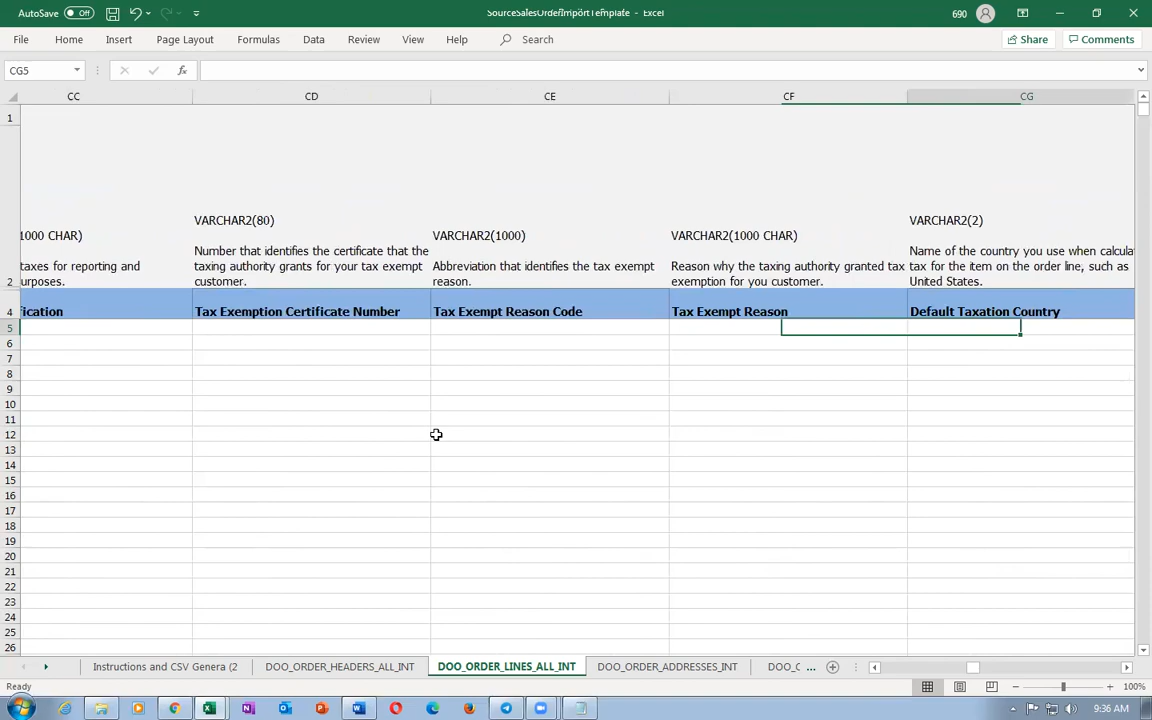 AutoSave Off SourceSalesOrderImportTemplate - Excel 690
File Home Insert Page Layout Formulas Data Review View Help Search Share Comments
CG5 fx
CC CD CE CF CG
1
VARCHAR2(80)
VARCHAR2(2)
1000 CHAR)
VARCHAR2(1000)
VARCHAR2(1000 CHAR)
Number that identifies the certificate that the
taxing authority grants for your tax exempt
customer.
Name of the country you use when calculat
tax for the item on the order line, such as
United States.
taxes for reporting and
urposes.
Abbreviation that identifies the tax exempt
reason.
Reason why the taxing authority granted tax
exemption for you customer.
2
4 fication Tax Exemption Certificate Number Tax Exempt Reason Code Tax Exempt Reason Default Taxation Country
5
6
7
8
9
10
11
12
13
14
15
16
17
18
19
20
21
22
23
24
25
26
Instructions and CSV Genera (2 DOO_ORDER_HEADERS_ALL_INT DOO_ORDER_LINES_ALL_INT DOO_ORDER_ADDRESSES_INT DOO_C ...
Ready 100%
9:36 AM